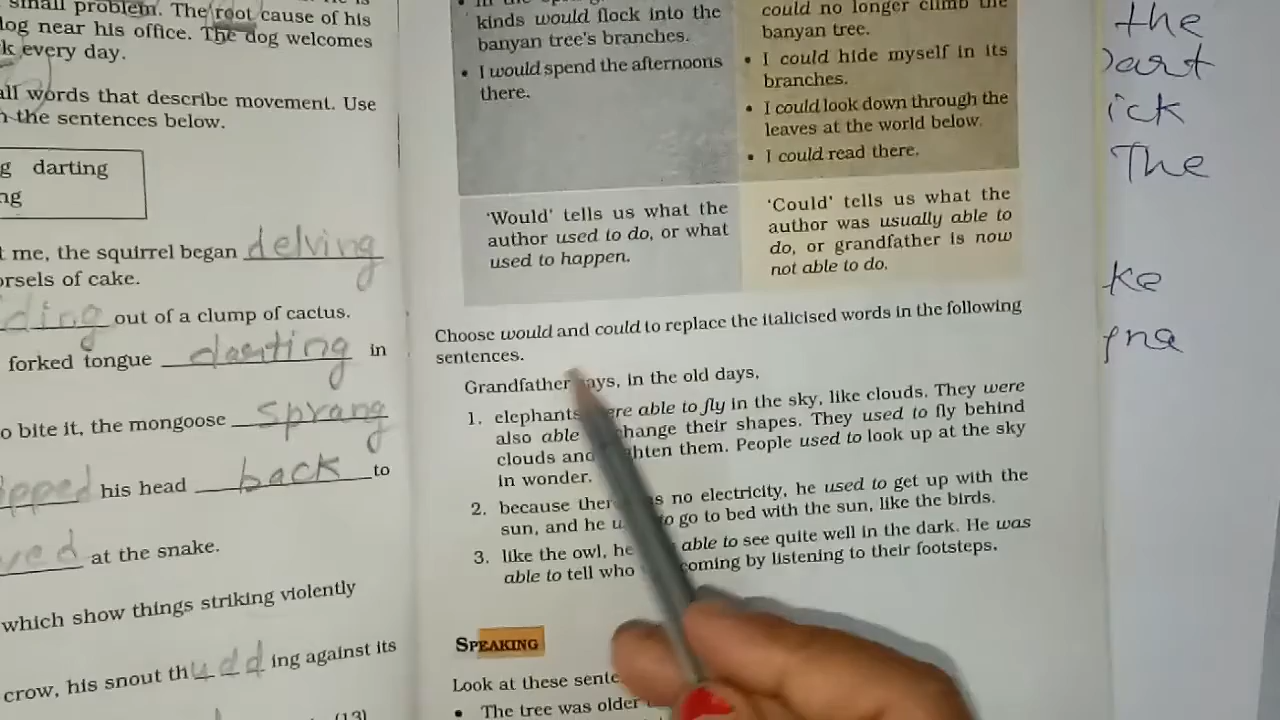 small problem. The root cause of his
dog near his office. The dog welcomes
k every day.
all words that describe movement. Use
the sentences below.
g darting
ng
t me, the squirrel began delving
orsels of cake.
ding out of a clump of cactus.
forked tongue darting in
o bite it, the mongoose sprang
pped his head back to
ved at the snake.
which show things striking violently
crow, his snout thudding against its
(13)
kinds would flock into the
banyan tree's branches.
• I would spend the afternoons
there.
could no longer climb the
banyan tree.
• I could hide myself in its
branches.
• I could look down through the
leaves at the world below.
• I could read there.
'Would' tells us what the
author used to do, or what
used to happen.
'Could' tells us what the
author was usually able to
do, or grandfather is now
not able to do.
Choose would and could to replace the italicised words in the following
sentences.
Grandfather says, in the old days,
1. elephants were able to fly in the sky, like clouds. They were
also able change their shapes. They used to fly behind
clouds and them. People used to look up at the sky
in wonder.
2. because there no electricity, he used to get up with the
sun, and he to go to bed with the sun, like the birds.
3. like the owl, he able to see quite well in the dark. He was
able to tell who coming by listening to their footsteps.
SPEAKING
Look at these
• The tree was older
the
art
ick
The
ke